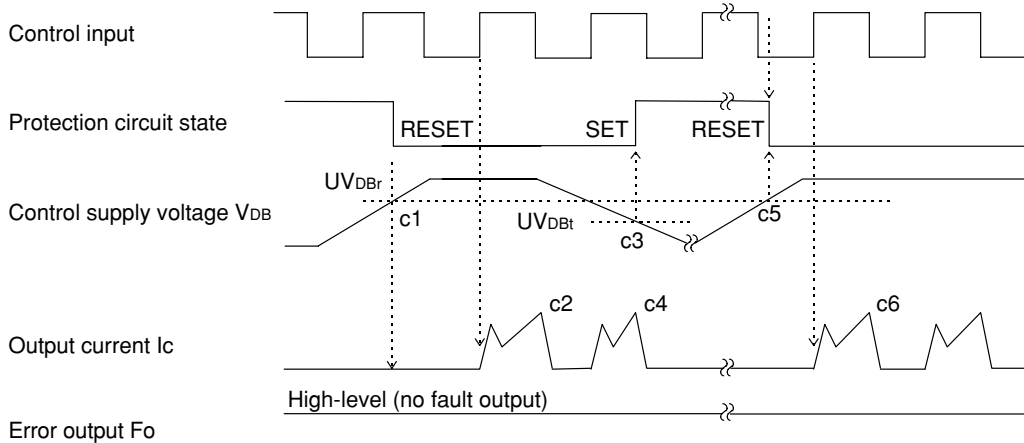 Control input
Protection circuit state
RESET
SET
RESET
UVDBr
Control supply voltage VDB
c1
UVDBt
c3
c5
c2
c4
c6
Output current Ic
High-level (no fault output)
Error output Fo